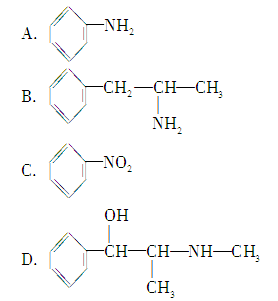 A. NH₂
B. CH₂—CH—CH₃
NH₂
C. NO₂
OH
D. CH—CH—NH—CH₃
CH₃